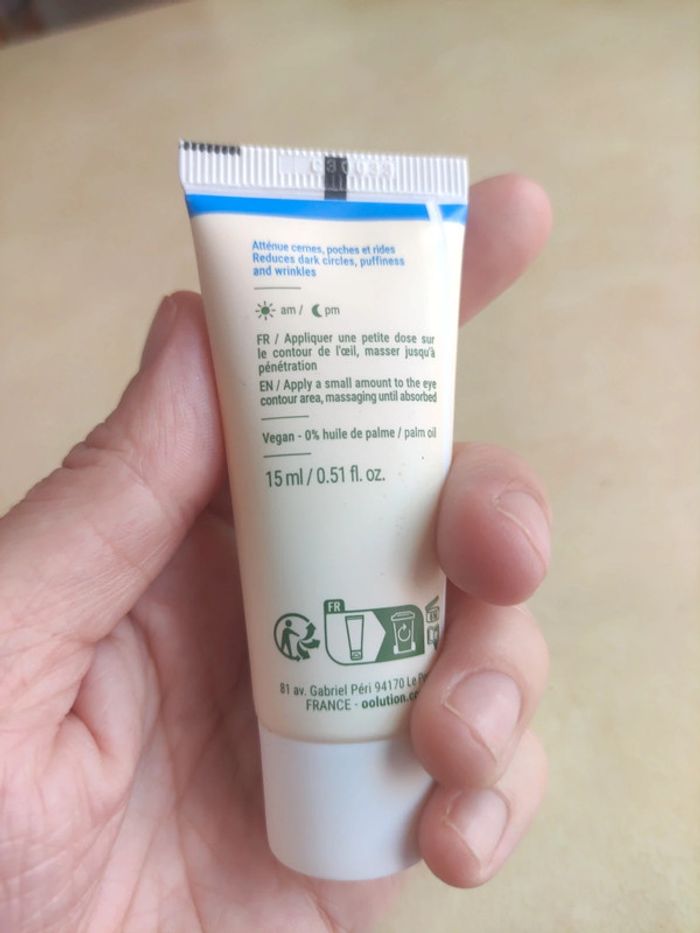 030033
Atténue cernes, poches et rides
Reduces dark circles, puffiness
and wrinkles
am / pm
FR / Appliquer une petite dose sur
le contour de l'œil, masser jusqu'à
pénétration
EN / Apply a small amount to the eye
contour area, massaging until absorbed
Vegan - 0% huile de palme / palm oil
15 ml / 0.51 fl. oz.
FR
81 av. Gabriel Péri 94170 Le
FRANCE - oolution.